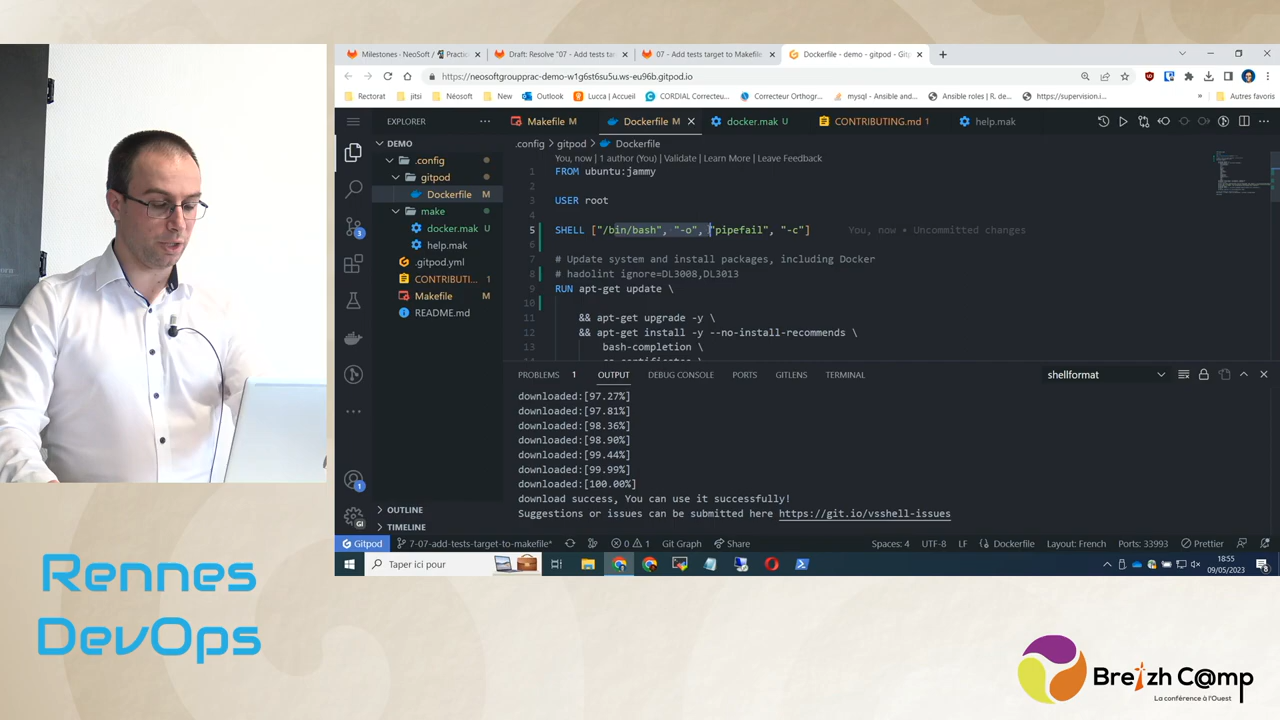 Milestones - NeoSoft / Practic
Draft: Resolve "07 - Add tests tar
07 - Add tests target to Makefile
Dockerfile - demo - gitpod - Git
https://neosoftgroupprac-demo-w1g6st6su5u.ws-eu96b.gitpod.io
Rectorat
jitsi
Néosoft
New
Outlook
Lucca | Accueil
CORDIAL Correcteu...
Correcteur Orthogr...
mysql - Ansible and...
Ansible roles | R. de...
https://supervision.i...
»
Autres favoris
EXPLORER
Makefile M
Dockerfile M
docker.mak U
CONTRIBUTING.md 1
help.mak
DEMO
.config
gitpod
Dockerfile M
make
docker.mak U
help.mak
.gitpod.yml
CONTRIBUTI... 1
Makefile M
README.md
OUTLINE
TIMELINE
.config > gitpod > Dockerfile
You, now | 1 author (You) | Validate | Learn More | Leave Feedback
1 FROM ubuntu:jammy
2
3 USER root
4
5 SHELL ["/bin/bash", "-o", "pipefail", "-c"] You, now • Uncommitted changes
6
7 # Update system and install packages, including Docker
8 # hadolint ignore=DL3008,DL3013
9 RUN apt-get update \
10
11 && apt-get upgrade -y \
12 && apt-get install -y --no-install-recommends \
13 bash-completion \
PROBLEMS 1 OUTPUT DEBUG CONSOLE PORTS GITLENS TERMINAL
shellformat
downloaded:[97.27%]
downloaded:[97.81%]
downloaded:[98.36%]
downloaded:[98.90%]
downloaded:[99.44%]
downloaded:[99.99%]
downloaded:[100.00%]
download success, You can use it successfully!
Suggestions or issues can be submitted here https://git.io/vsshell-issues
Gitpod 7-07-add-tests-target-to-makefile* 0 1 Git Graph Share
Spaces: 4 UTF-8 LF Dockerfile Layout: French Ports: 33993 Prettier
Taper ici pour
18:55
09/05/2023
Rennes
DevOps
Breizh C@mp
La conférence à l'Ouest